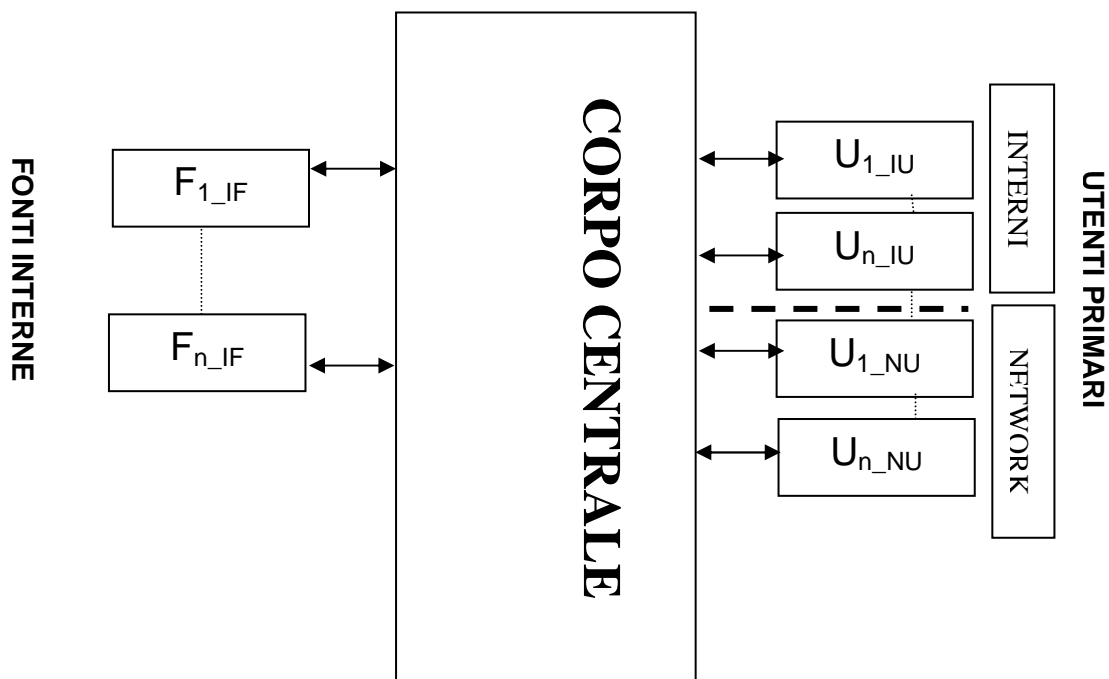 FONTI INTERNE
F1_IF
Fn_IF
CORPO CENTRALE
U1_IU
Un_IU
U1_NU
Un_NU
INTERNI
NETWORK
UTENTI PRIMARI